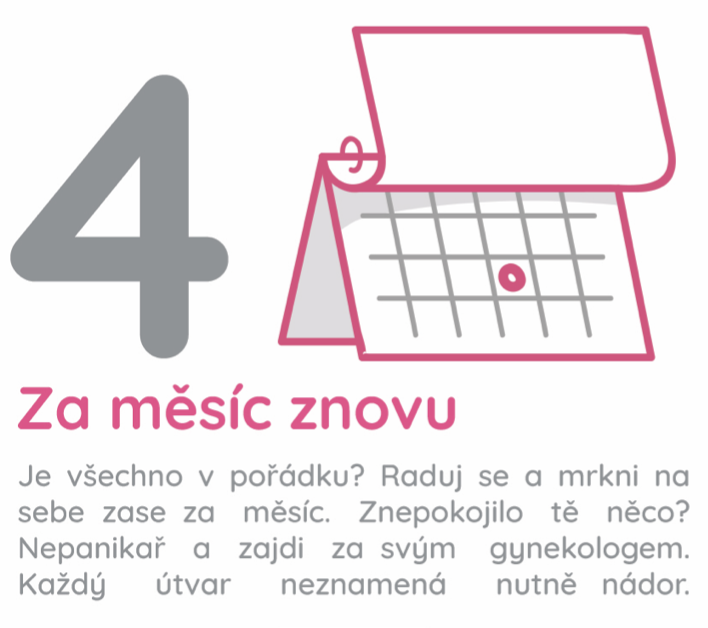 4
Za měsíc znovu
Je všechno v pořádku? Raduj se a mrkni na
sebe zase za měsíc. Znepokojilo tě něco?
Nepanikař a zajdi za svým gynekologem.
Každý útvar neznamená nutně nádor.